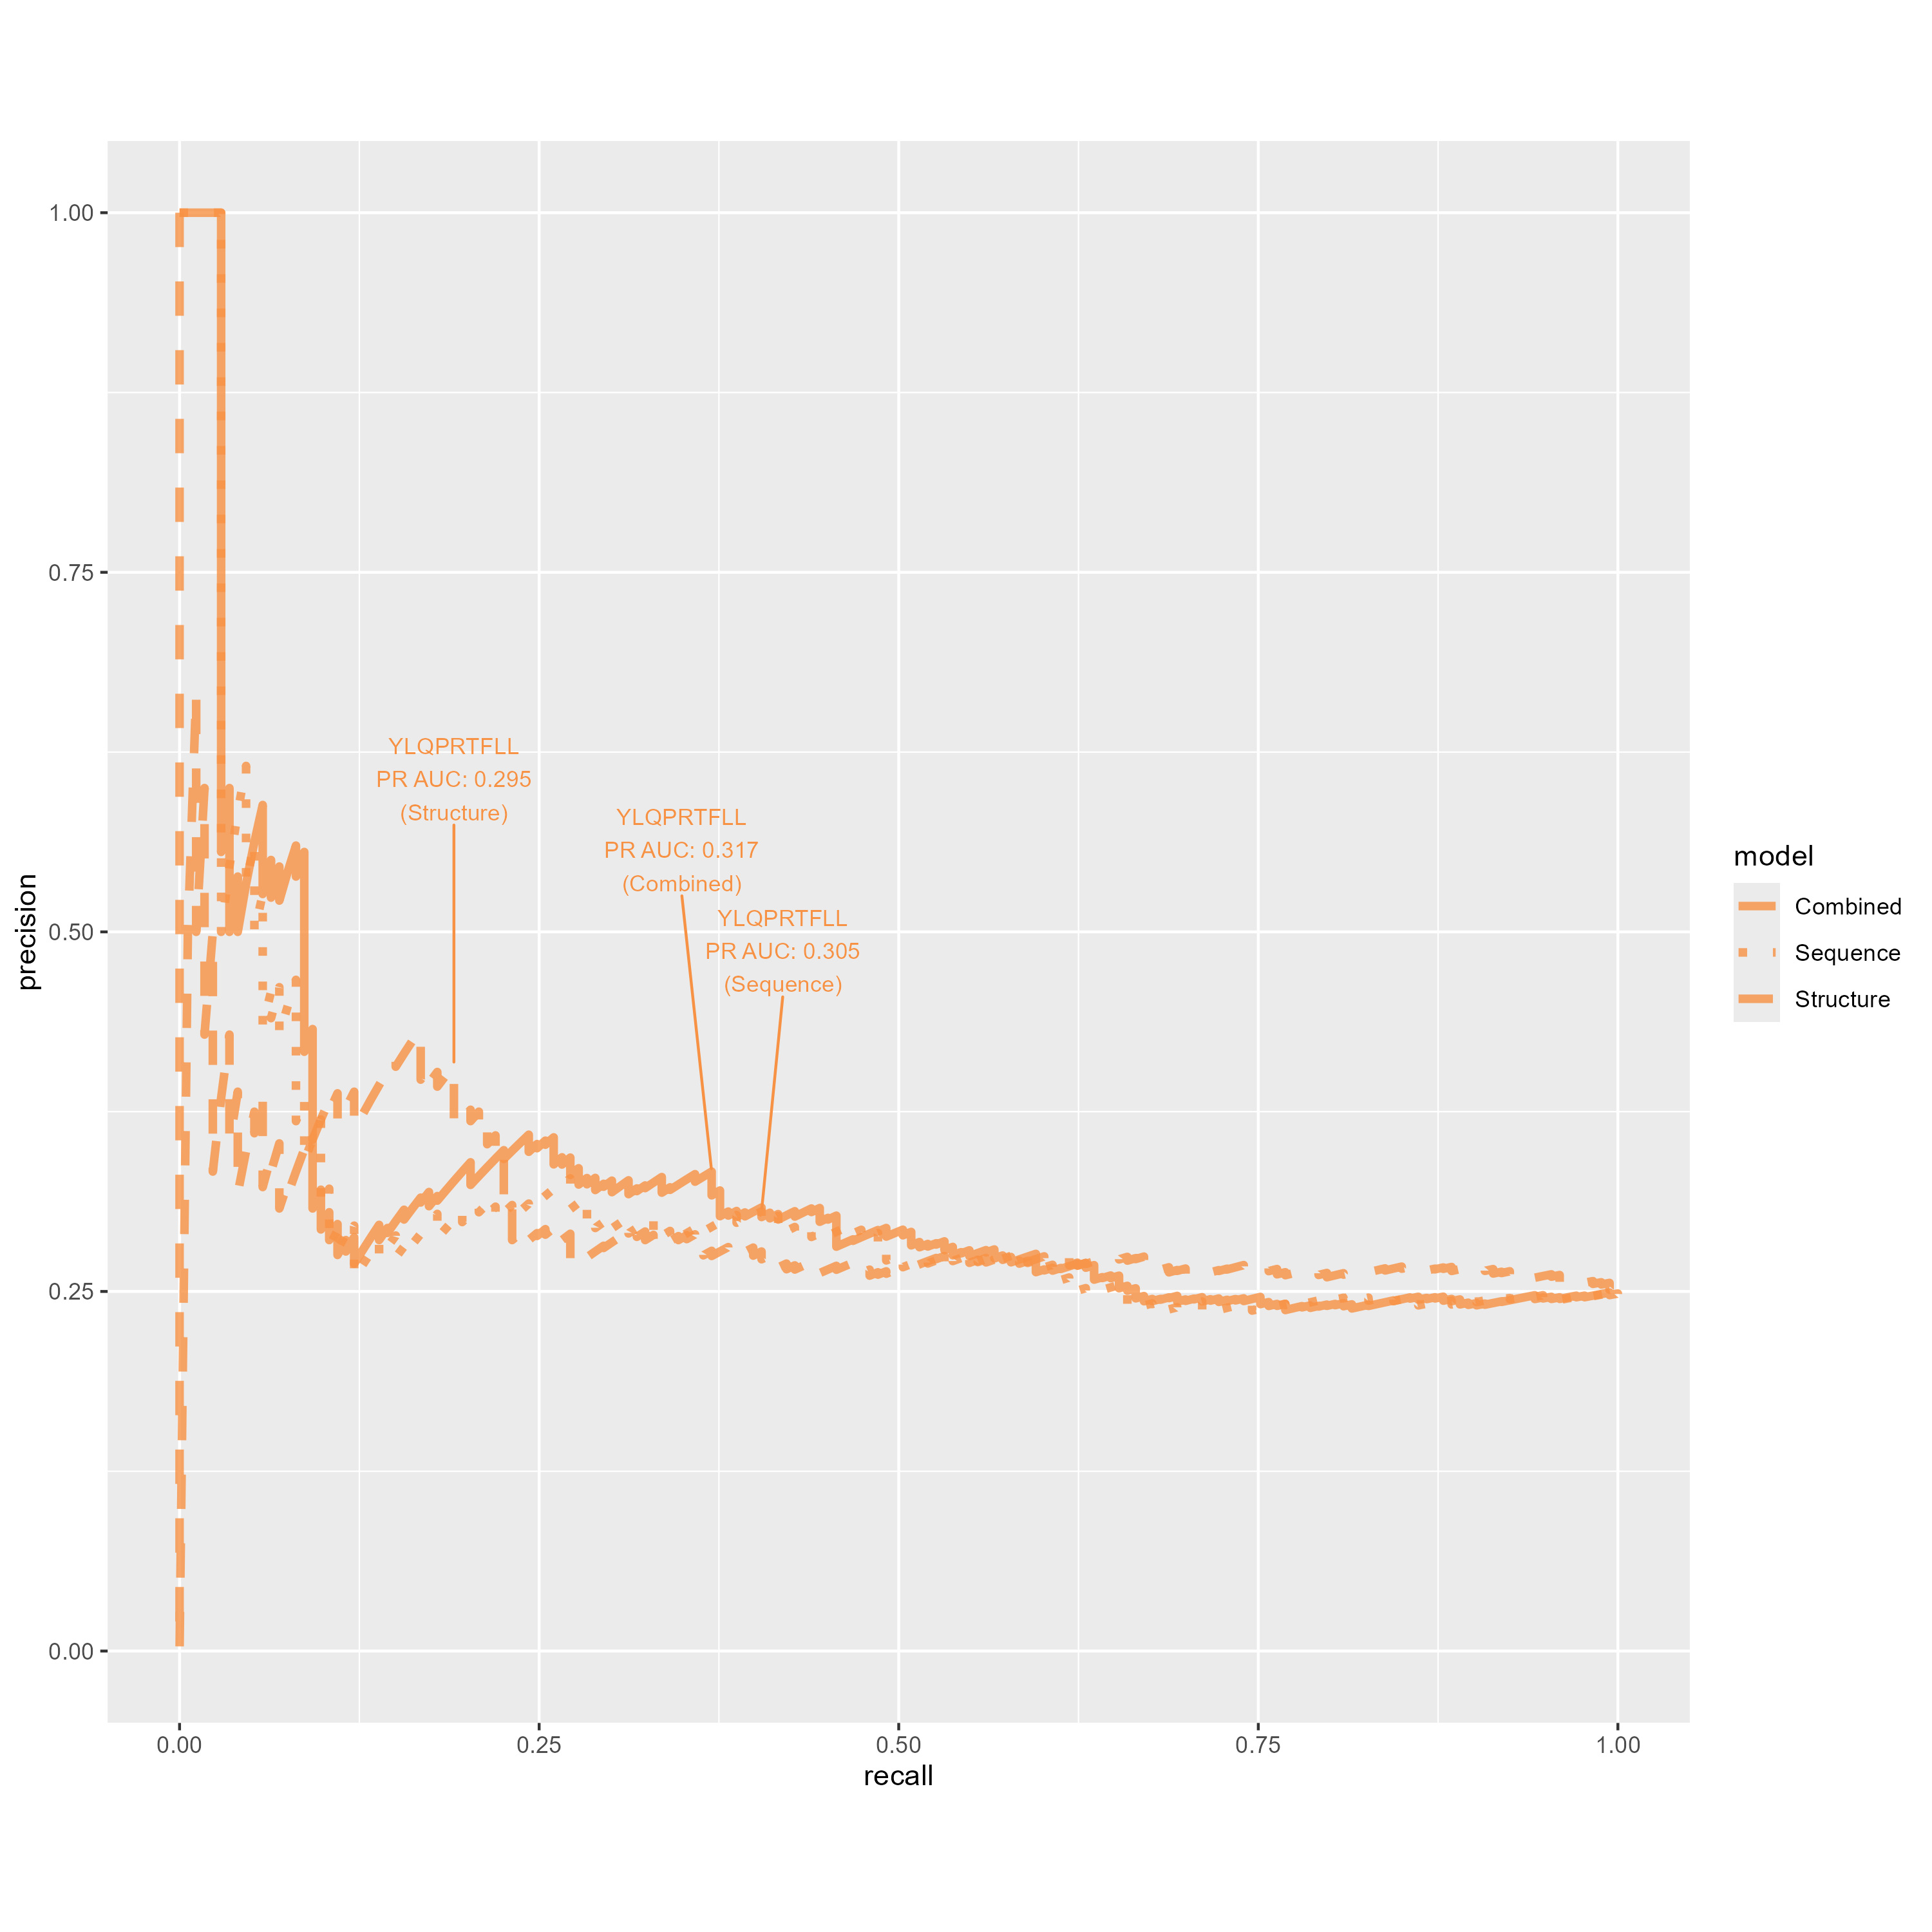 1.00
0.75
0.50
0.25
0.00
precision
YLQPRTFLL
PR AUC: 0.295
(Structure)
YLQPRTFLL
PR AUC: 0.317
(Combined)
YLQPRTFLL
PR AUC: 0.305
(Sequence)
0.00
0.25
0.50
0.75
1.00
recall
model
Combined
Sequence
Structure